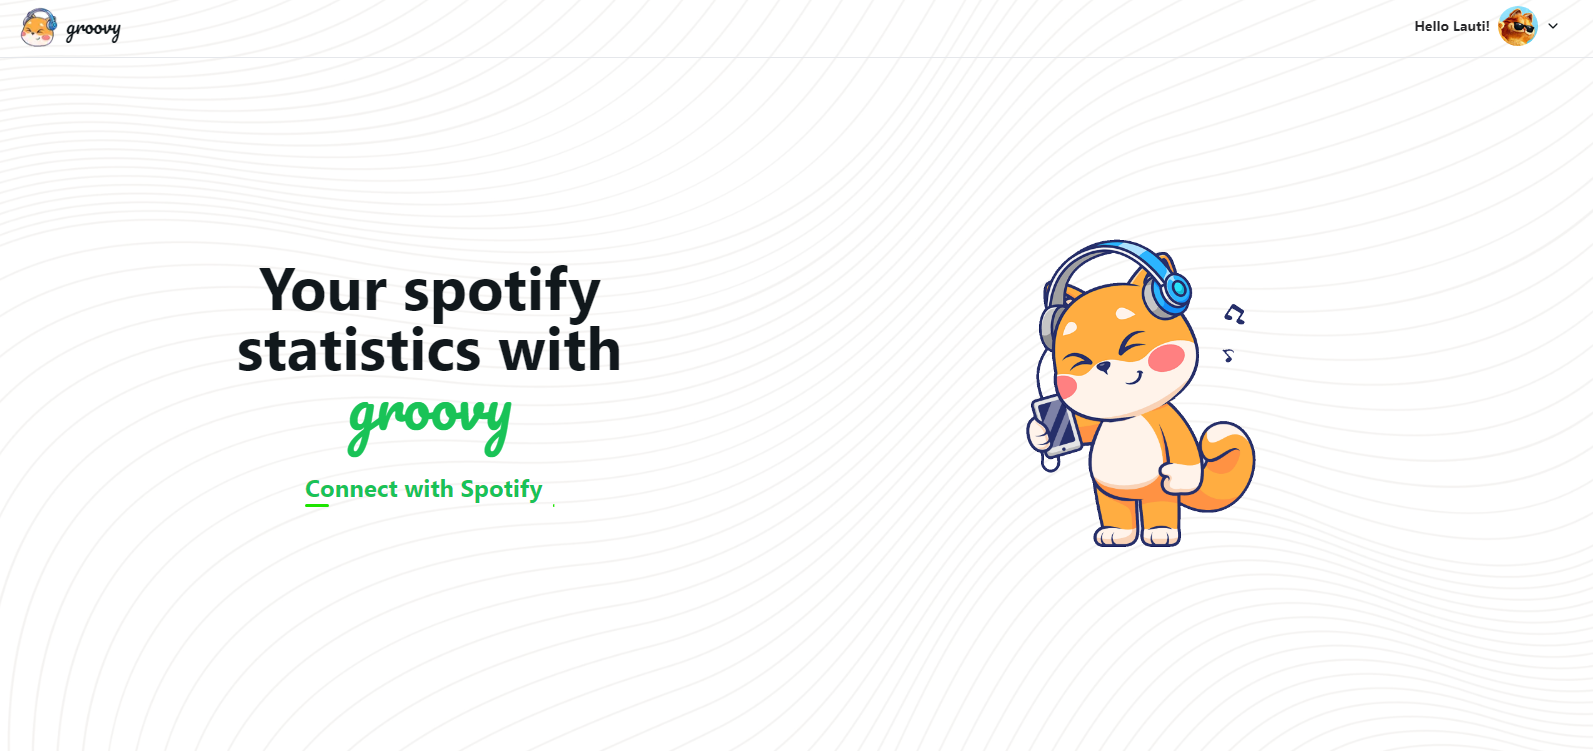 groovy
Hello Lauti!
Your spotify
statistics with
groovy
Connect with Spotify